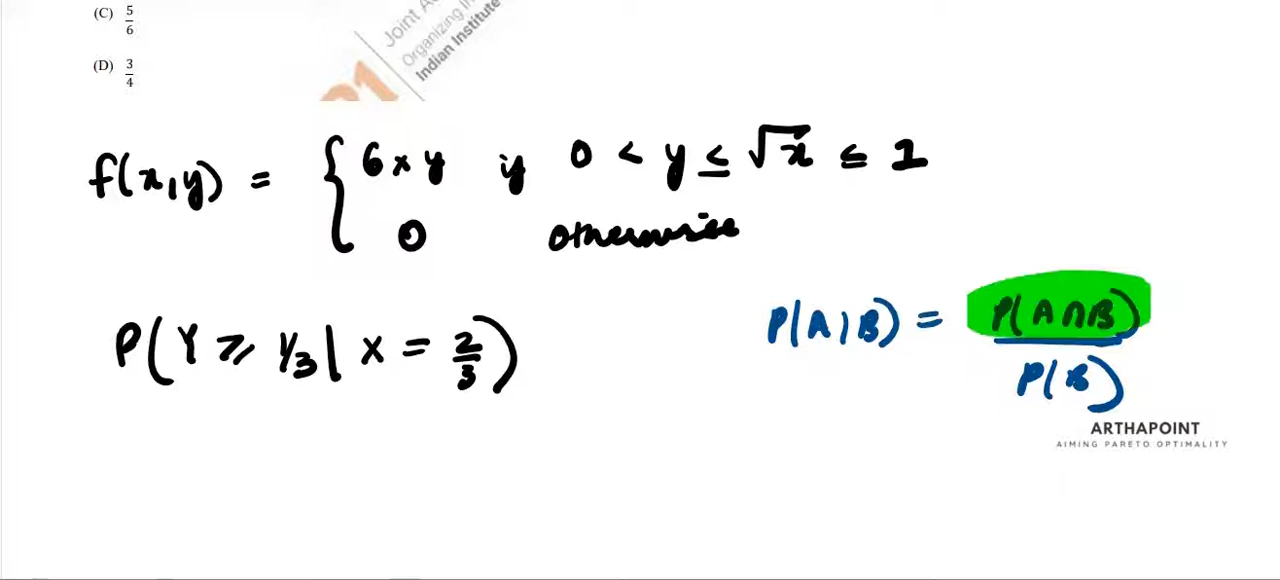 (C) 5/6
(D) 3/4
Joint A
Organizing In
Indian Institute
f(x,y) = { 6xy if 0 < y ≤ √x ≤ 1
0 otherwise
P(Y ≥ 1/3 | X = 2/3)
P(A|B) = P(A∩B)
P(B)
ARTHAPOINT
AIMING PARETO OPTIMALITY